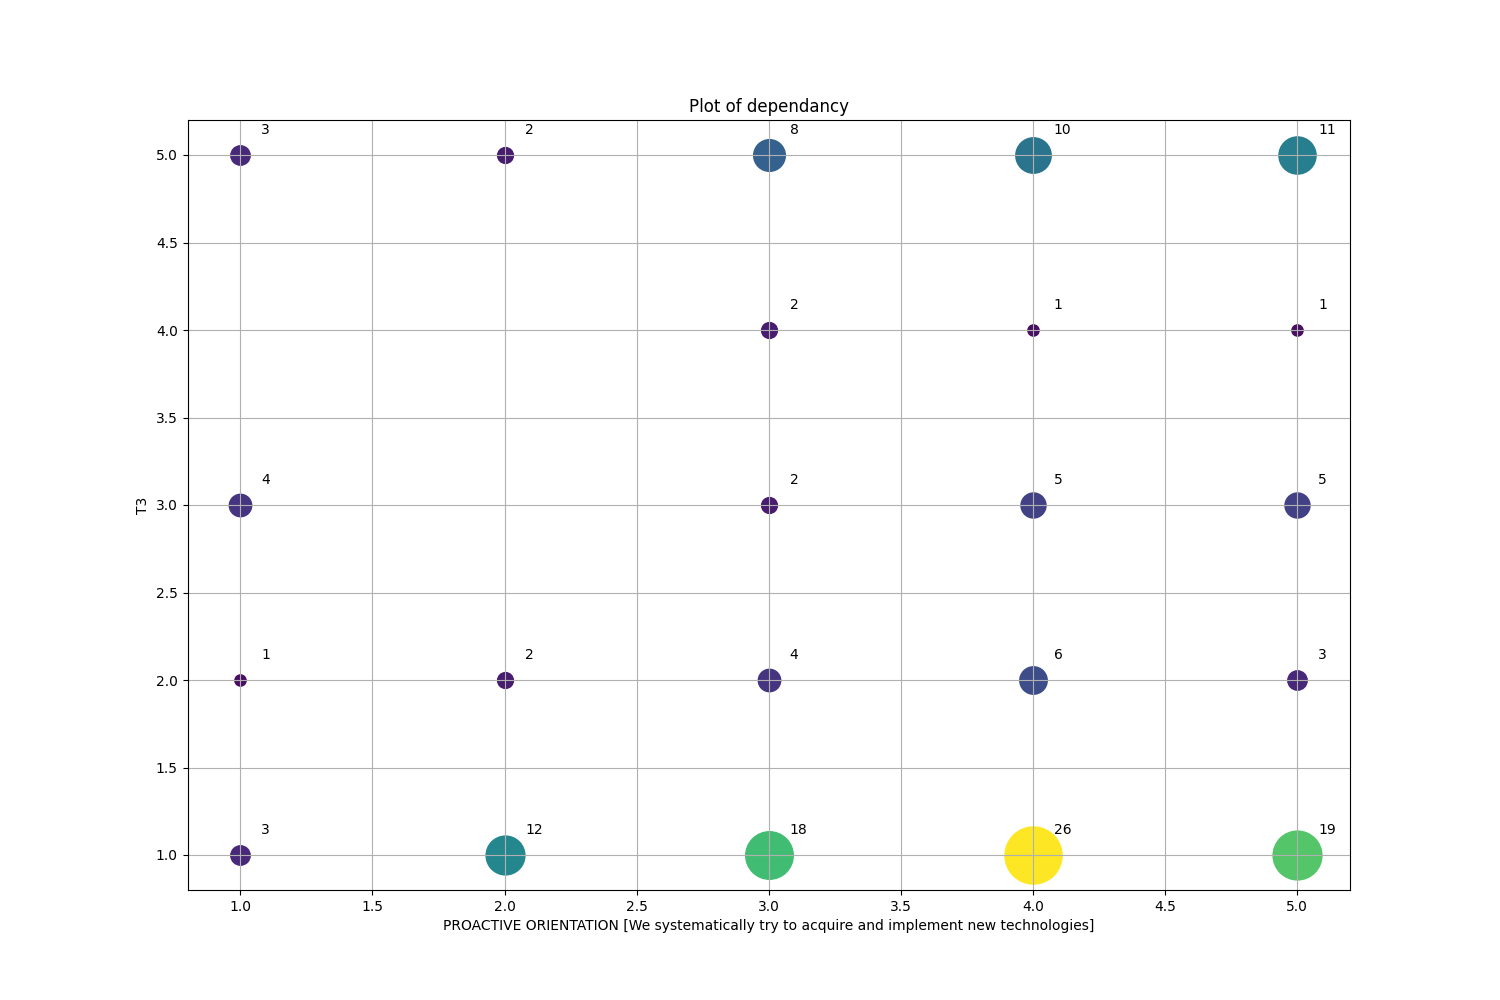 Plot of dependancy
3 2 8 10 11
5.0
4.5
2 1 1
4.0
3.5
4 2 5 5
3.0
T3
2.5
1 2 4 6 3
2.0
1.5
3 12 18 26 19
1.0
1.0 1.5 2.0 2.5 3.0 3.5 4.0 4.5 5.0
PROACTIVE ORIENTATION [We systematically try to acquire and implement new technologies]